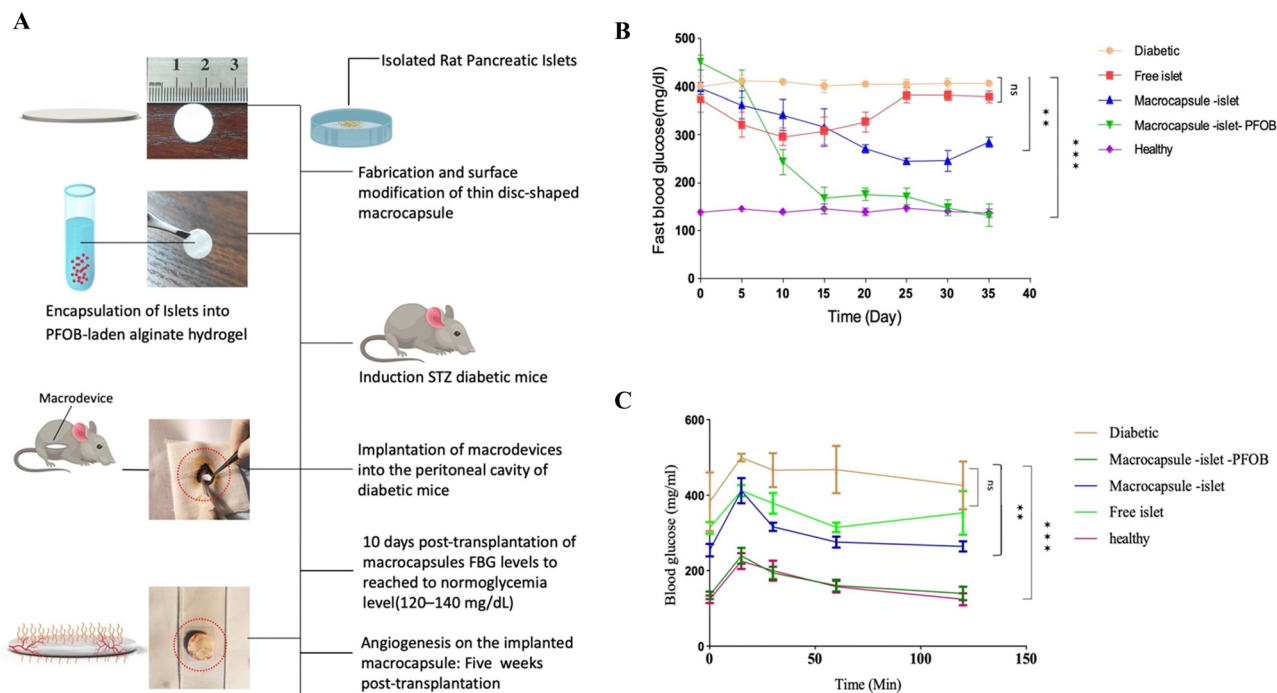 A
1 2 3
mm
Isolated Rat Pancreatic Islets
Fabrication and surface
modification of thin disc-shaped
macrocapsule
Encapsulation of Islets into
PFOB-laden alginate hydrogel
Induction STZ diabetic mice
Macrodevice
Implantation of macrodevices
into the peritoneal cavity of
diabetic mice
10 days post-transplantation of
macrocapsules FBG levels to
reached to normoglycemia
level(120–140 mg/dL)
Angiogenesis on the implanted
macrocapsule: Five weeks
post-transplantation
B
Fast blood glucose(mg/dl)
500
400
300
200
100
0
0 5 10 15 20 25 30 35 40
Time (Day)
ns
**
***
Diabetic
Free islet
Macrocapsule -islet
Macrocapsule -islet- PFOB
Healthy
C
Blood glucose (mg/ml)
600
400
200
0
0 50 100 150
Time (Min)
ns
**
***
Diabetic
Macrocapsule -islet -PFOB
Macrocapsule -islet
Free islet
healthy